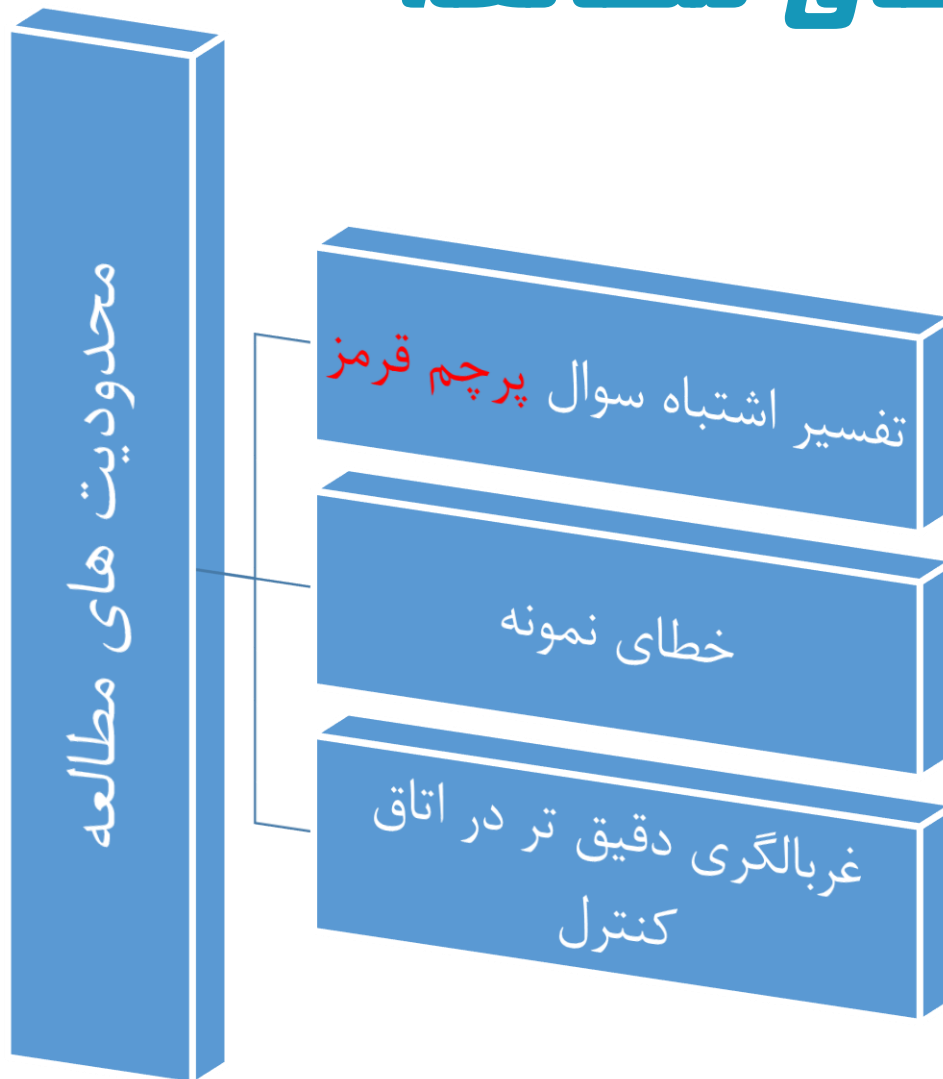 محدودیت های مطالعه
تفسیر اشتباه سوال پرچم قرمز
خطای نمونه
غربالگری دقیق تر در اتاق
کنترل